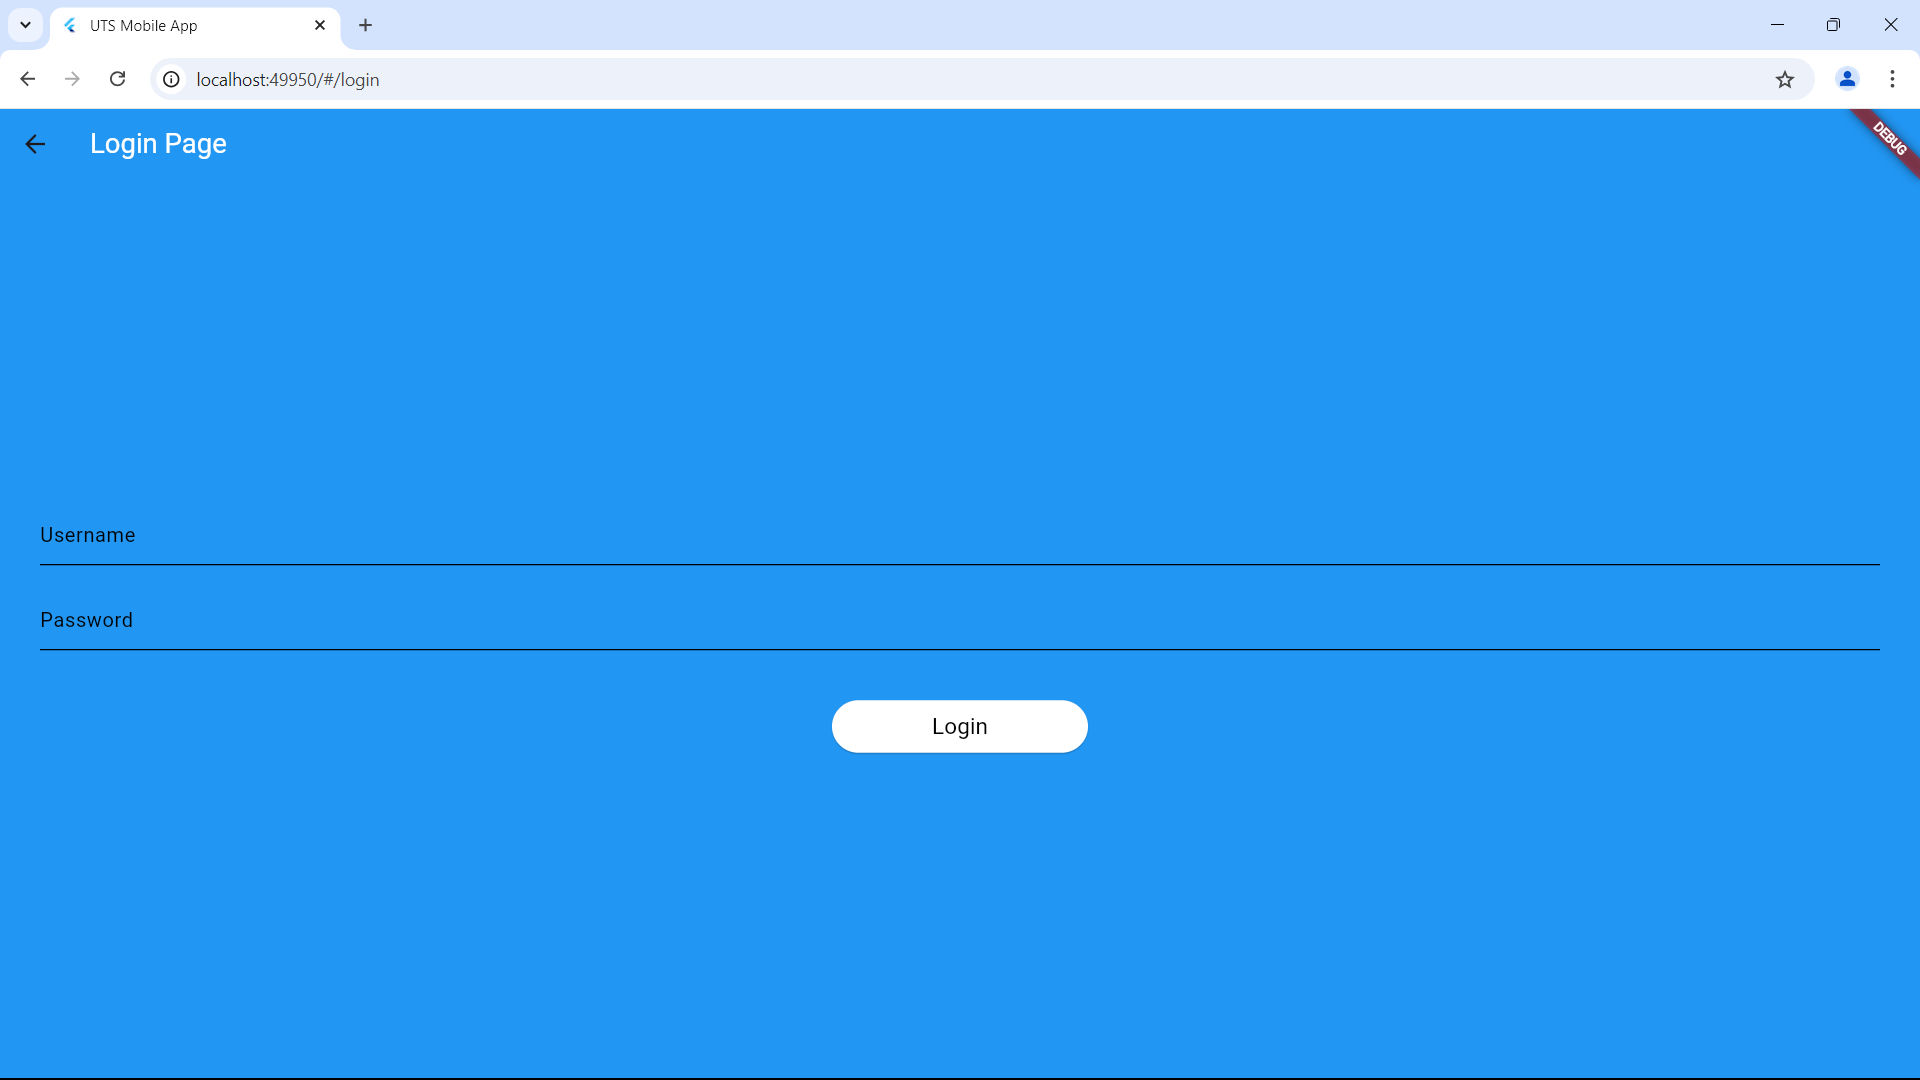 UTS Mobile App
localhost:49950/#/login
Login Page
DEBUG
Username
Password
Login